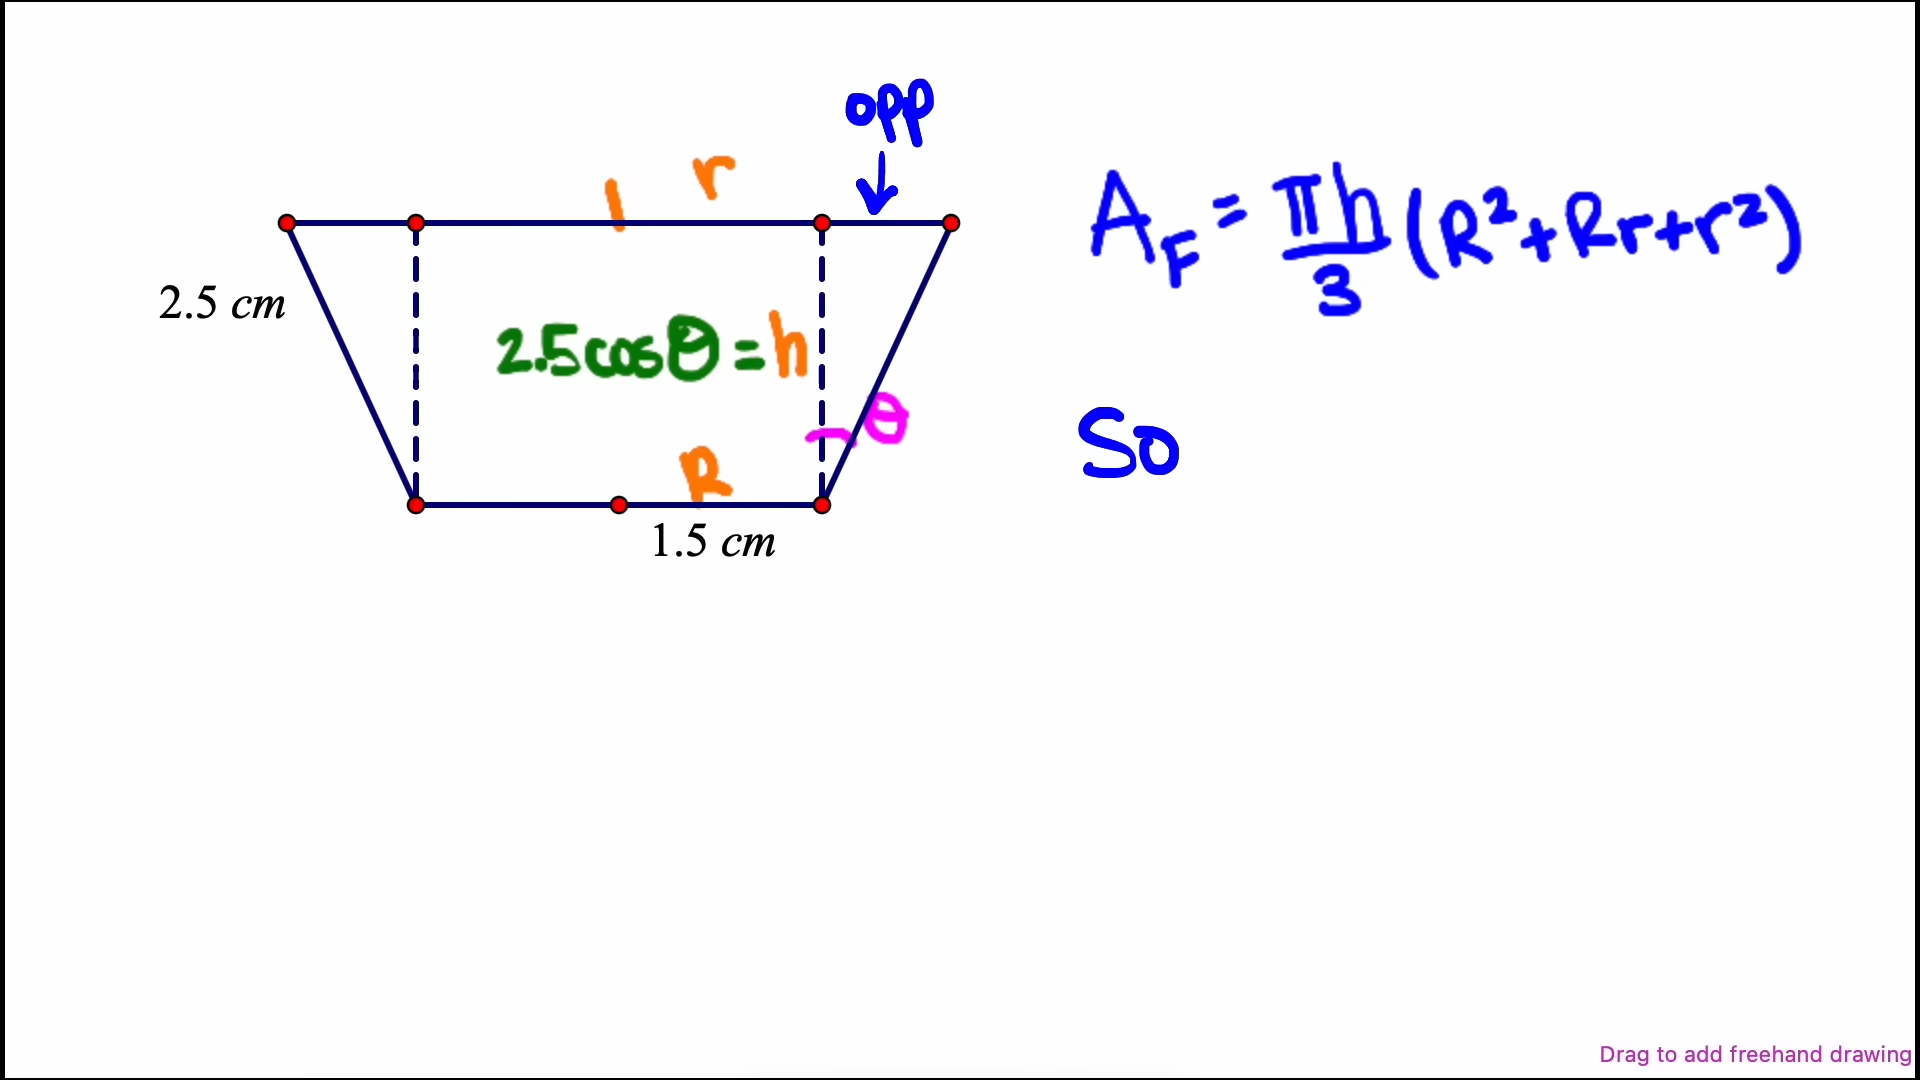 opp
r
A_F = πh/3 (R²+Rr+r²)
2.5 cm
2.5cosθ = h
θ
So
R
1.5 cm
Drag to add freehand drawing